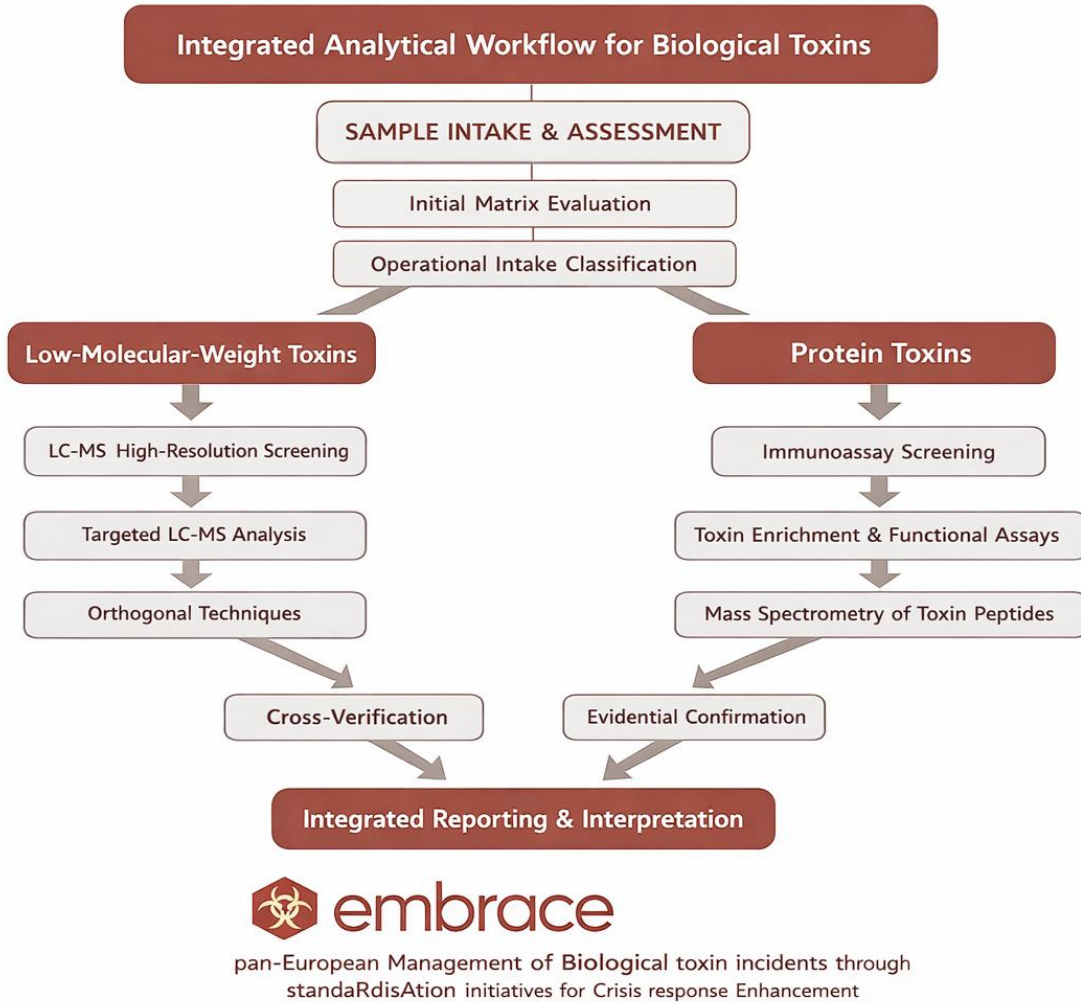 Integrated Analytical Workflow for Biological Toxins
SAMPLE INTAKE & ASSESSMENT
Initial Matrix Evaluation
Operational Intake Classification
Low-Molecular-Weight Toxins
Protein Toxins
LC-MS High-Resolution Screening
Immunoassay Screening
Targeted LC-MS Analysis
Toxin Enrichment & Functional Assays
Orthogonal Techniques
Mass Spectrometry of Toxin Peptides
Cross-Verification
Evidential Confirmation
Integrated Reporting & Interpretation
embrace
pan-European Management of Biological toxin incidents through
standaRdisAtion initiatives for Crisis response Enhancement